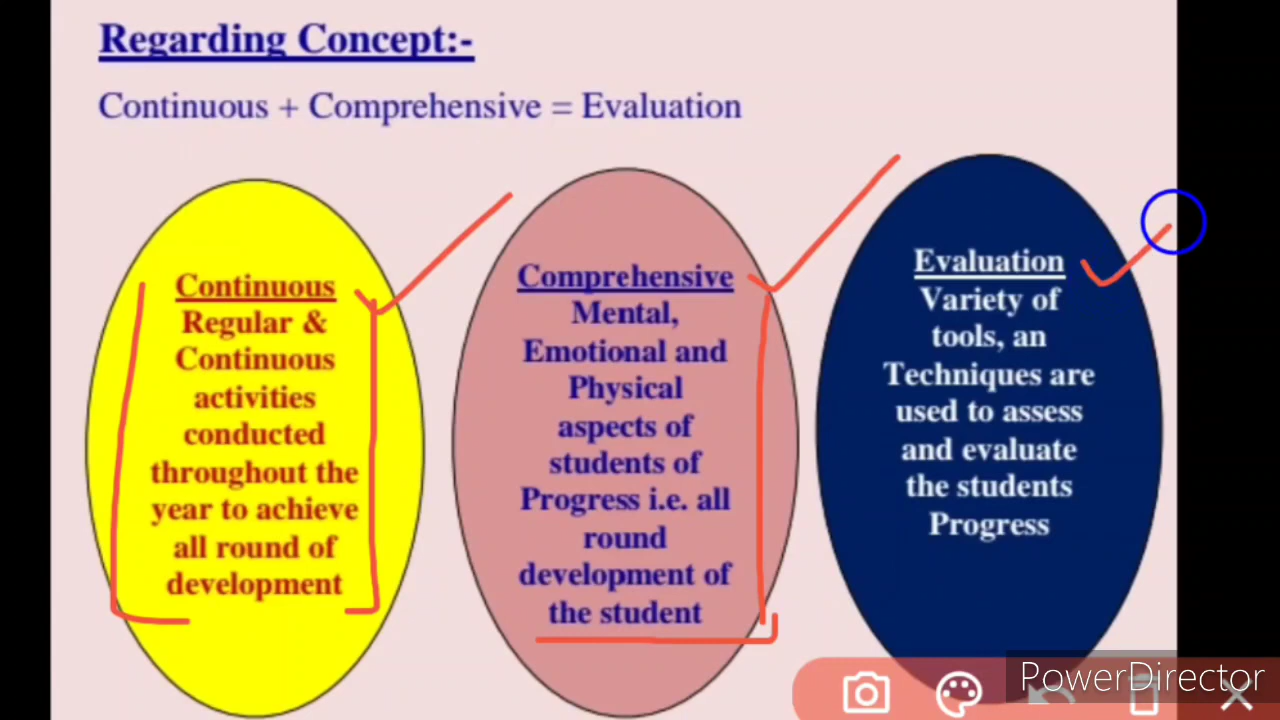 Regarding Concept:-
Continuous + Comprehensive = Evaluation
Continuous
Regular &
Continuous
activities
conducted
throughout the
year to achieve
all round of
development
Comprehensive
Mental,
Emotional and
Physical
aspects of
students of
Progress i.e. all
round
development of
the student
Evaluation
Variety of
tools, an
Techniques are
used to assess
and evaluate
the students
Progress
PowerDirector